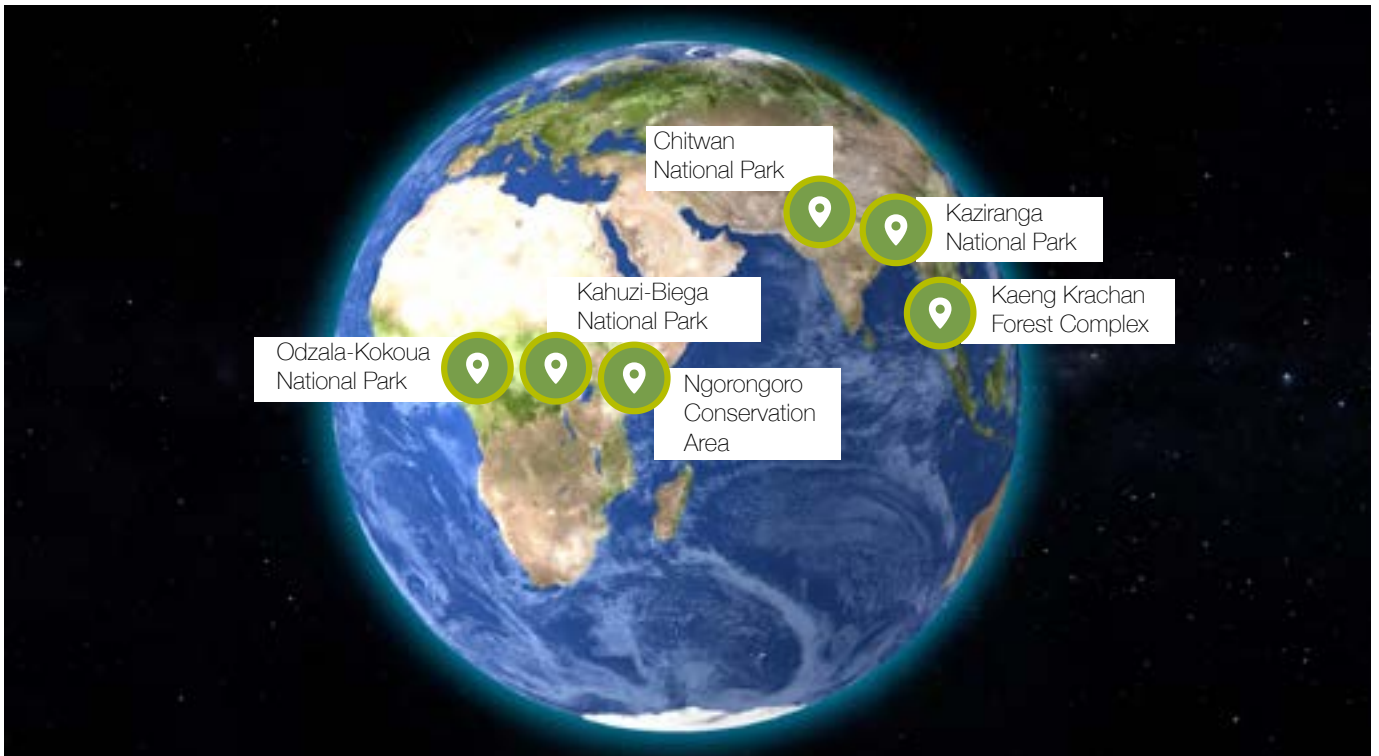 Chitwan
National Park
Kaziranga
National Park
Kahuzi-Biega
National Park
Kaeng Krachan
Forest Complex
Odzala-Kokoua
National Park
Ngorongoro
Conservation
Area